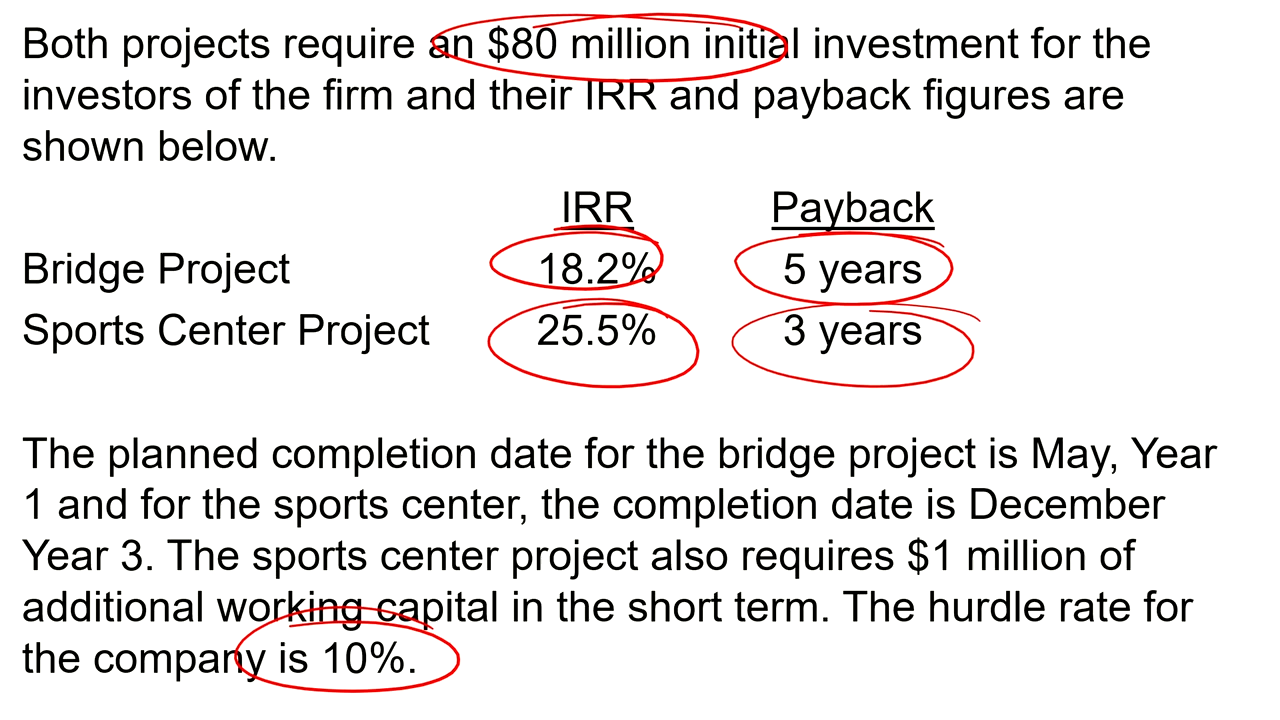 Both projects require an $80 million initial investment for the
investors of the firm and their IRR and payback figures are
shown below.
IRR Payback
Bridge Project 18.2% 5 years
Sports Center Project 25.5% 3 years
The planned completion date for the bridge project is May, Year
1 and for the sports center, the completion date is December
Year 3. The sports center project also requires $1 million of
additional working capital in the short term. The hurdle rate for
the company is 10%.